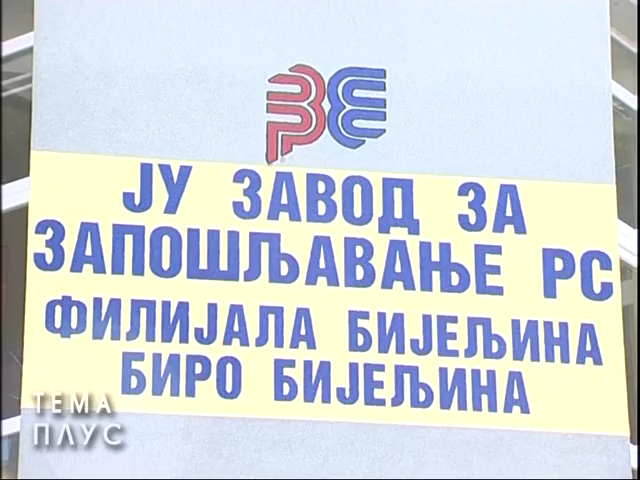 ЈУ ЗАВОД ЗА
ЗАПОШЉАВАЊЕ РС
ФИЛИЈАЛА БИЈЕЉИНА
БИРО БИЈЕЉИНА
ТЕМА
ПЛУС